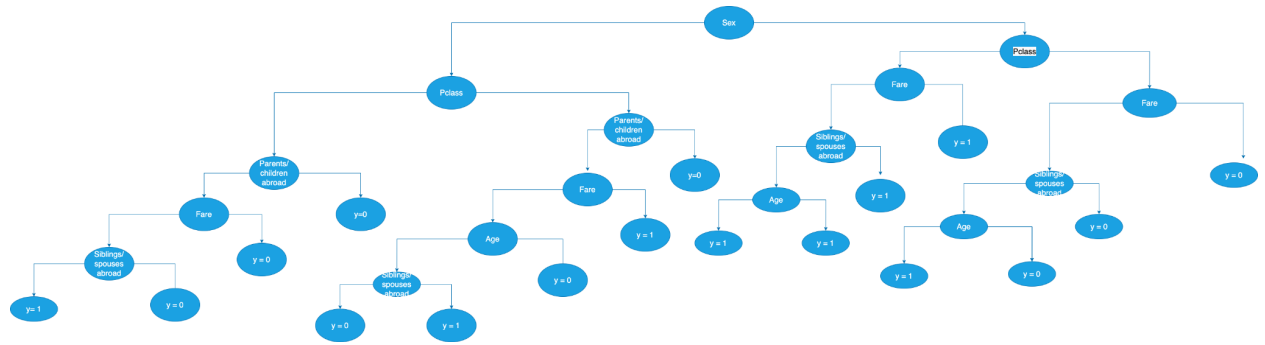 Sex
Pclass
Fare
Pclass
Fare
Parents/
children
abroad
Siblings/
spouses
abroad
y = 1
Parents/
children
abroad
y=0
y = 0
Siblings/
spouses
abroad
Fare
y = 1
Age
Fare
y=0
y = 1
Age
y = 0
Age
y = 1
y = 1
y = 0
Siblings/
spouses
abroad
y = 0
y = 1
y = 0
Siblings/
spouses
abroad
y= 1
y = 0
y = 0
y = 1